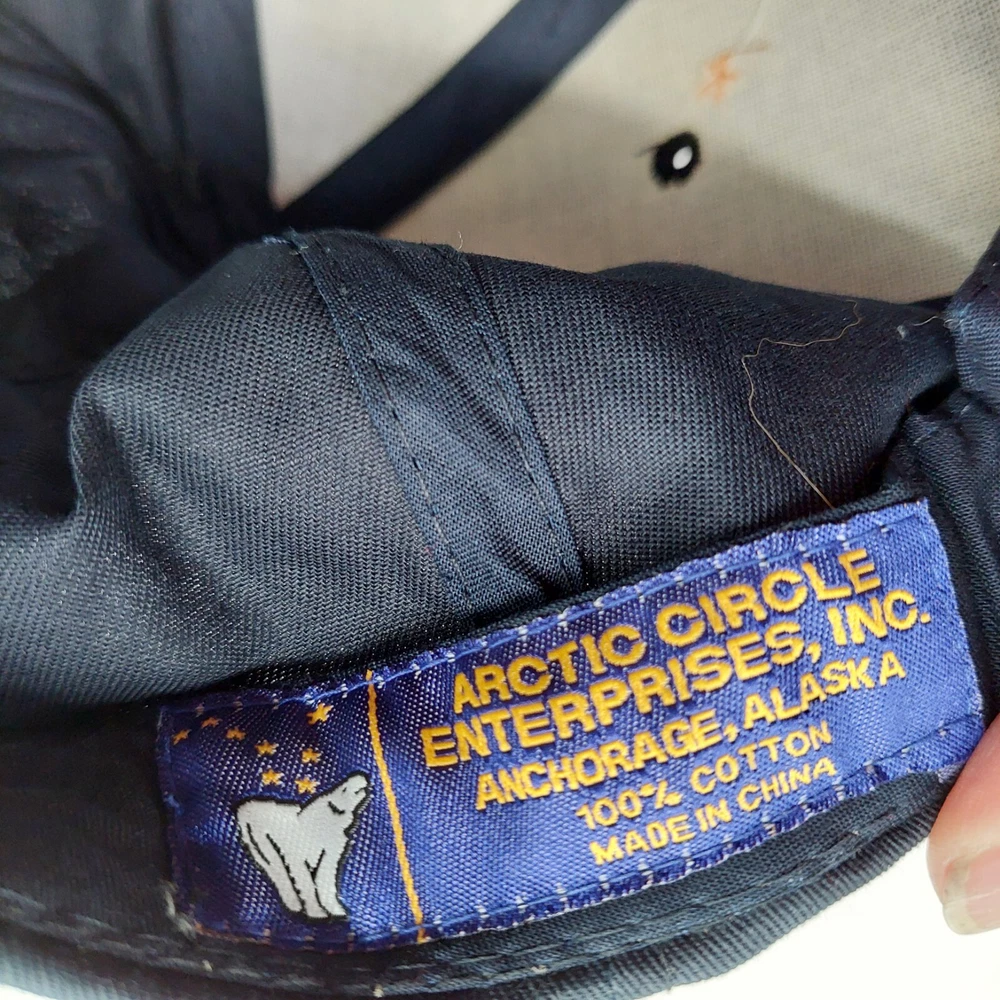 ARCTIC CIRCLE
ENTERPRISES, INC.
ANCHORAGE, ALASKA
100% COTTON
MADE IN CHINA